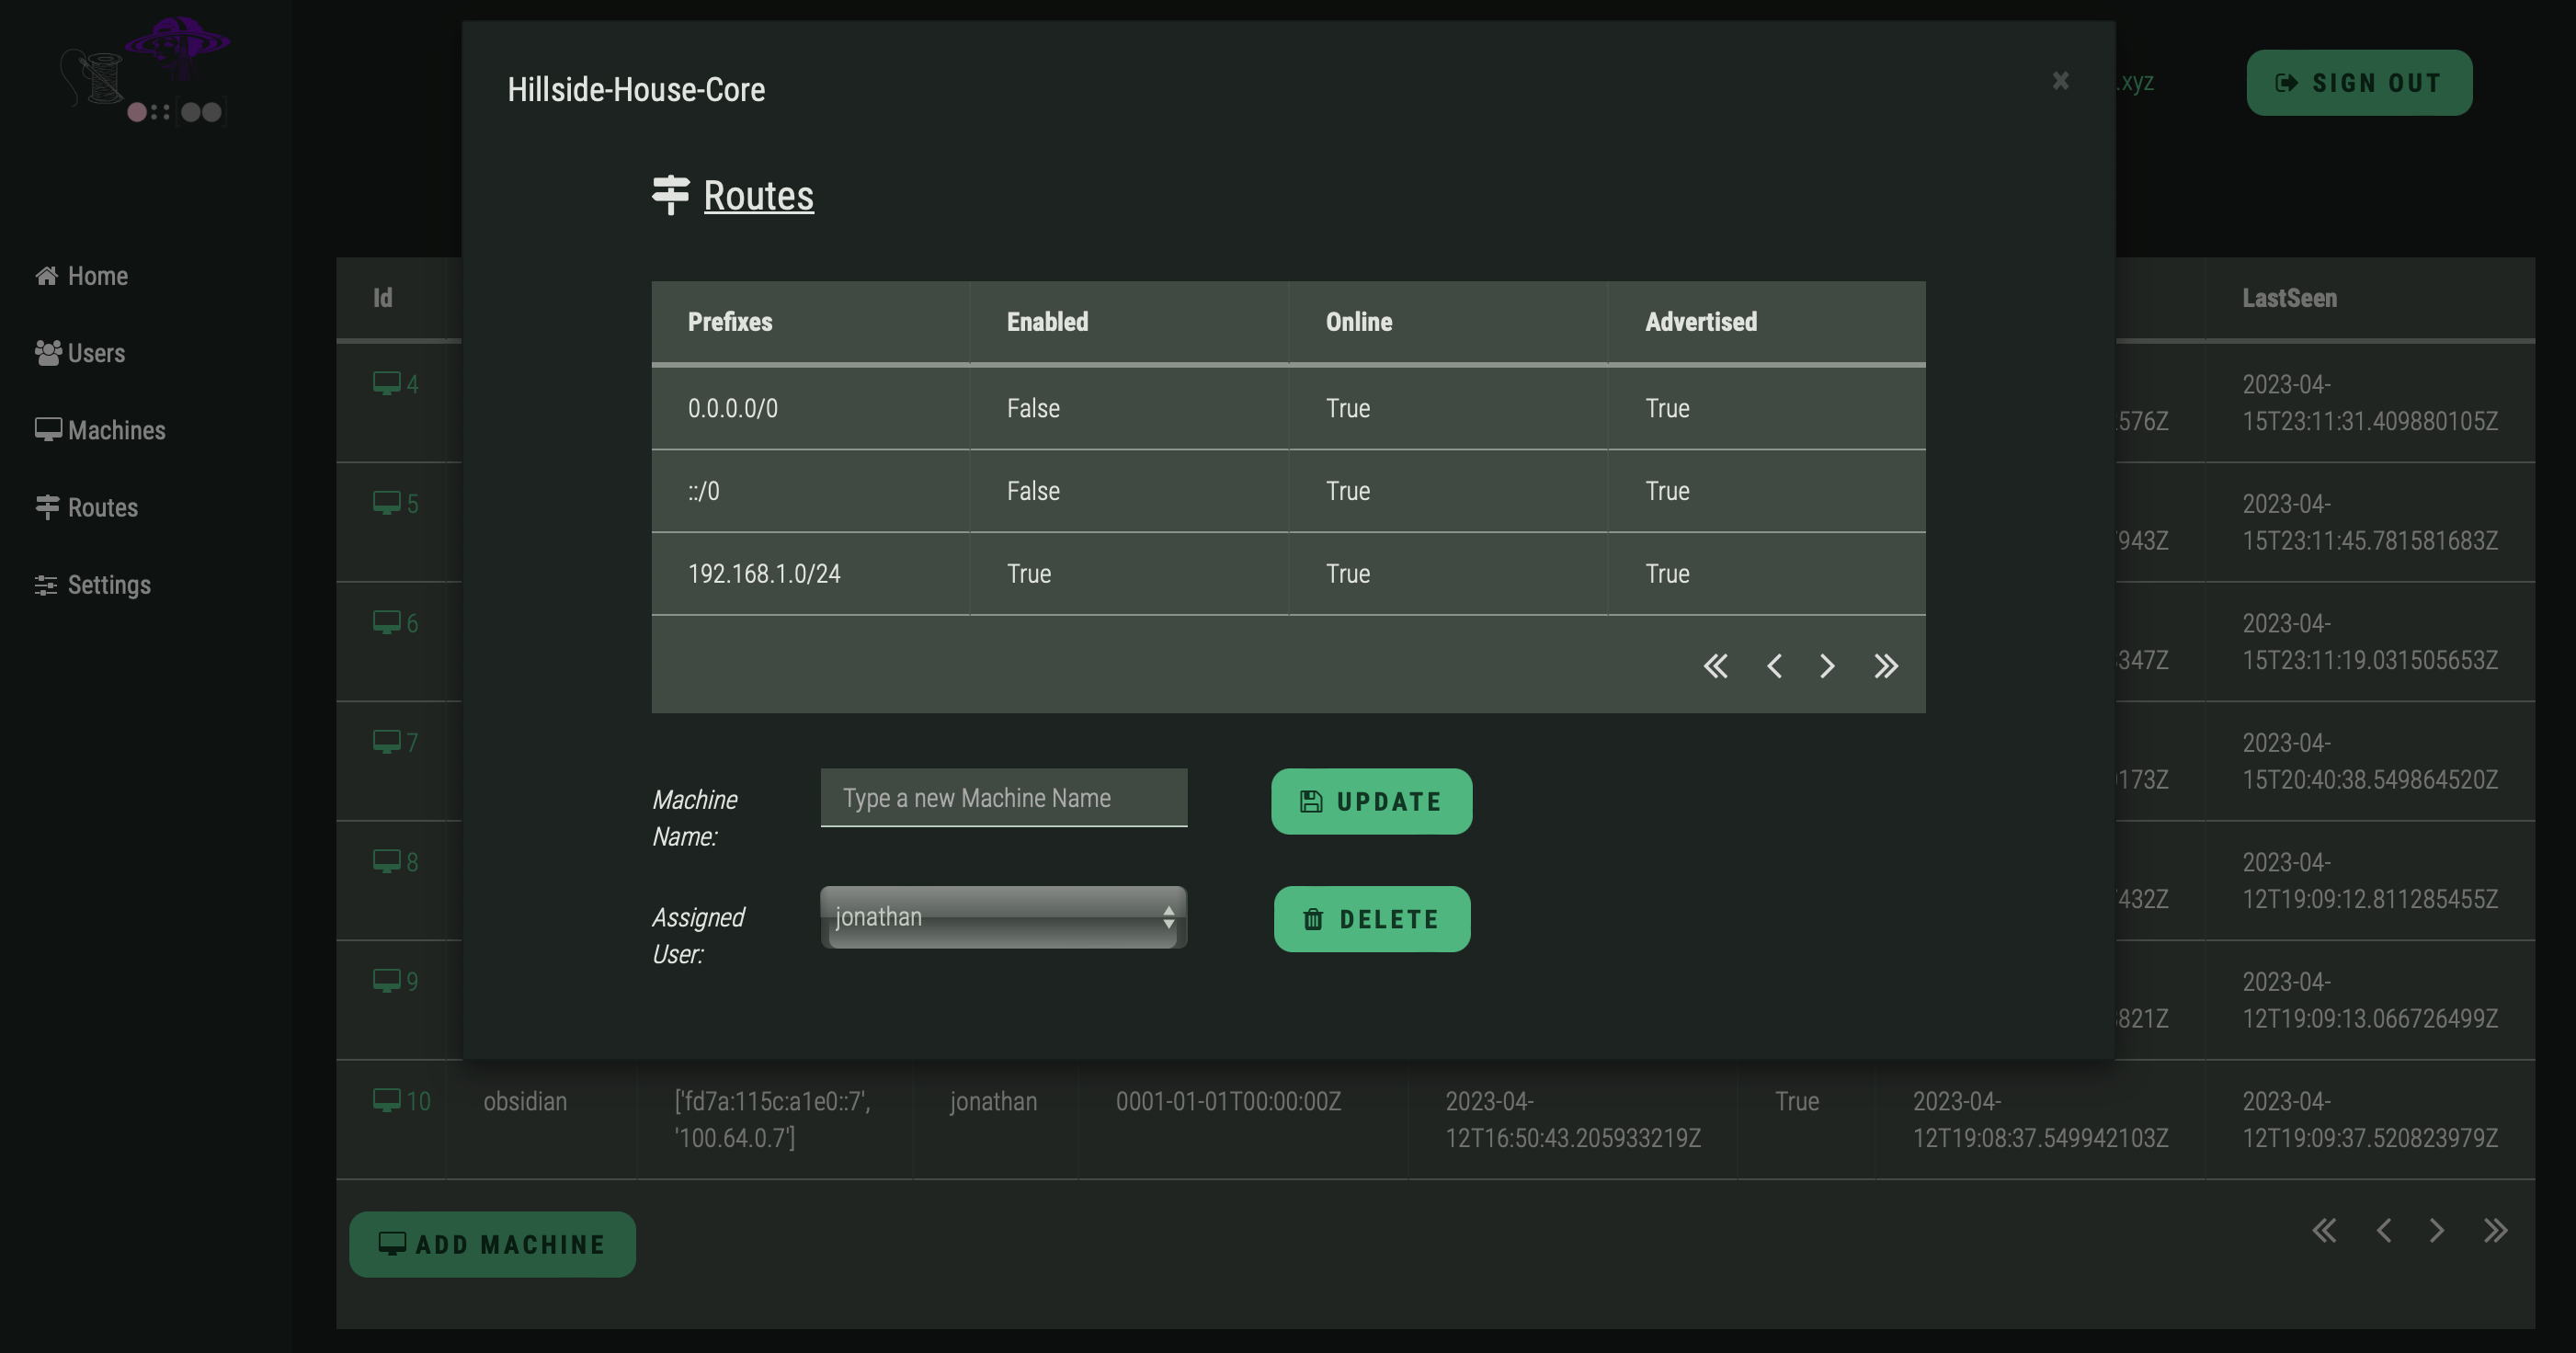 Hillside-House-Core
.xyz
SIGN OUT
Routes
Home
Users
Machines
Routes
Settings
Id
LastSeen
Prefixes Enabled Online Advertised
0.0.0.0/0 False True True
::/0 False True True
192.168.1.0/24 True True True
4
576Z
2023-04-
15T23:11:31.409880105Z
5
943Z
2023-04-
15T23:11:45.781581683Z
6
347Z
2023-04-
15T23:11:19.031505653Z
7
173Z
2023-04-
15T20:40:38.549864520Z
8
432Z
2023-04-
12T19:09:12.811285455Z
9
821Z
2023-04-
12T19:09:13.066726499Z
Machine
Name:
Type a new Machine Name
UPDATE
Assigned
User:
jonathan
DELETE
10 obsidian ['fd7a:115c:a1e0::7', jonathan 0001-01-01T00:00:00Z 2023-04- True 2023-04- 2023-04-
'100.64.0.7'] 12T16:50:43.205933219Z 12T19:08:37.549942103Z 12T19:09:37.520823979Z
ADD MACHINE